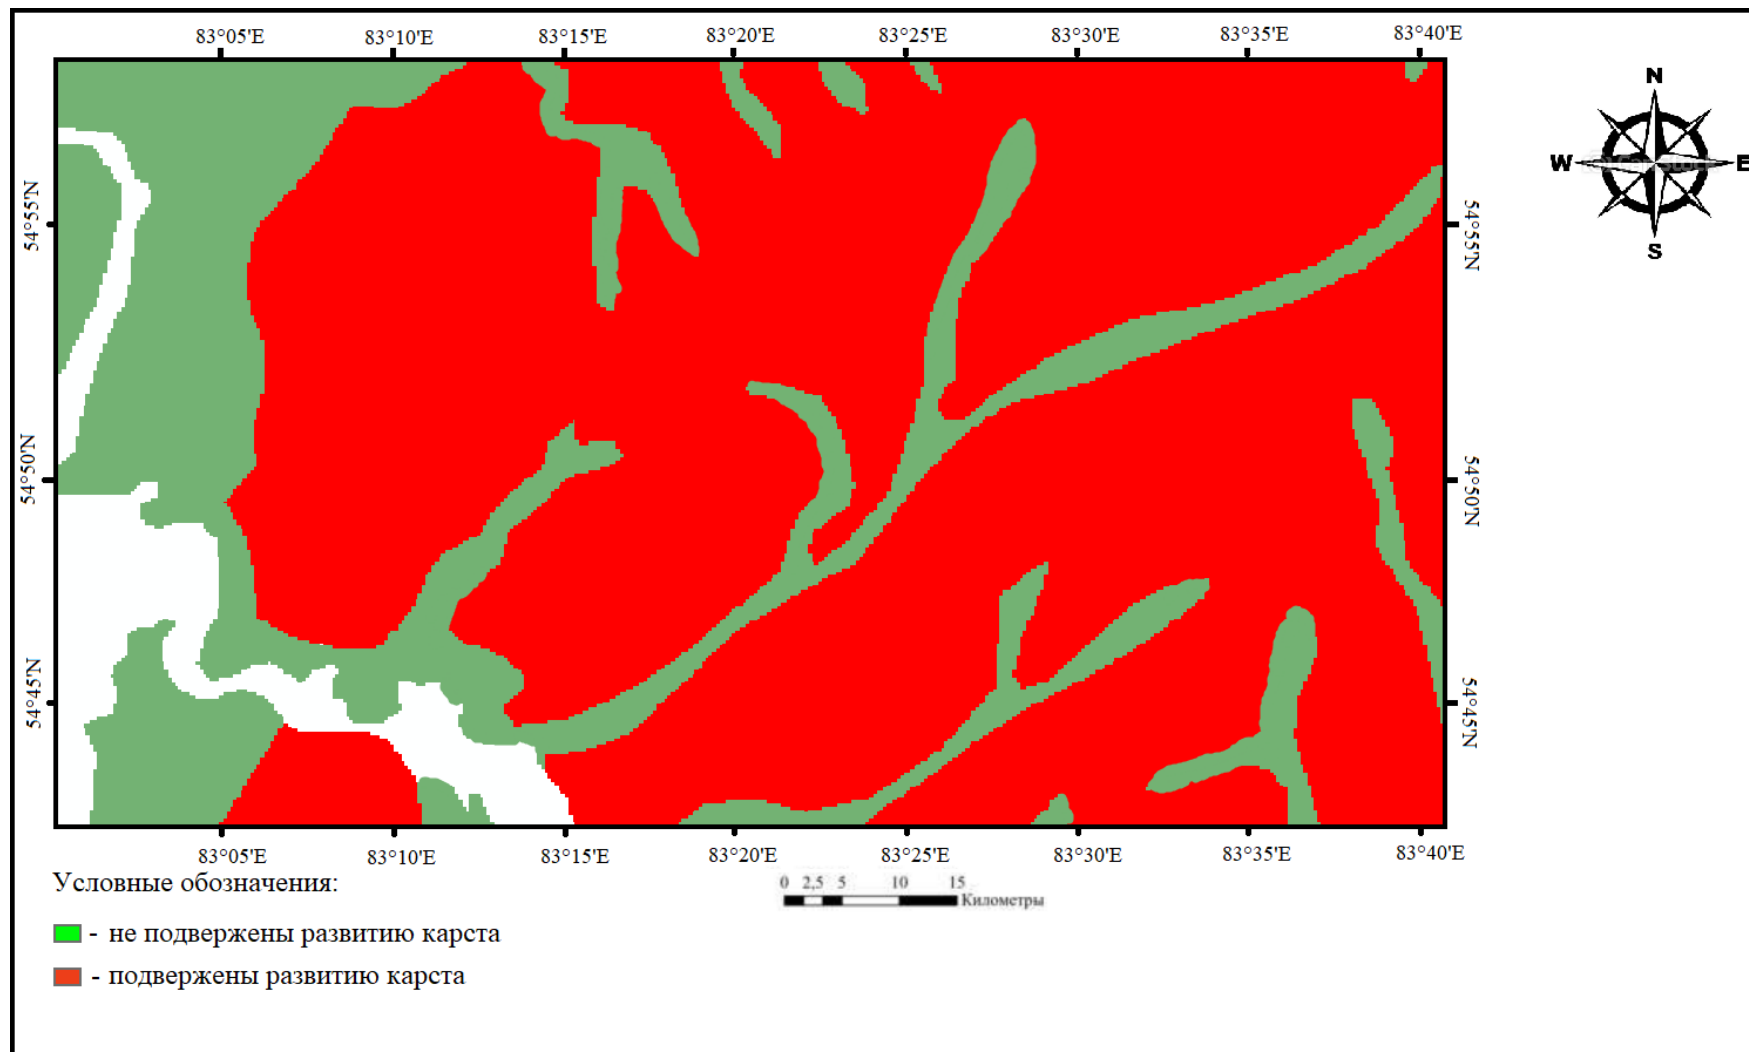 83°05'E 83°10'E 83°15'E 83°20'E 83°25'E 83°30'E 83°35'E 83°40'E
N
W E
S
54°55'N 54°55'N
54°50'N 54°50'N
54°45'N 54°45'N
83°05'E 83°10'E 83°15'E 83°20'E 83°25'E 83°30'E 83°35'E 83°40'E
Условные обозначения:
0 2,5 5 10 15
Километры
- не подвержены развитию карста
- подвержены развитию карста